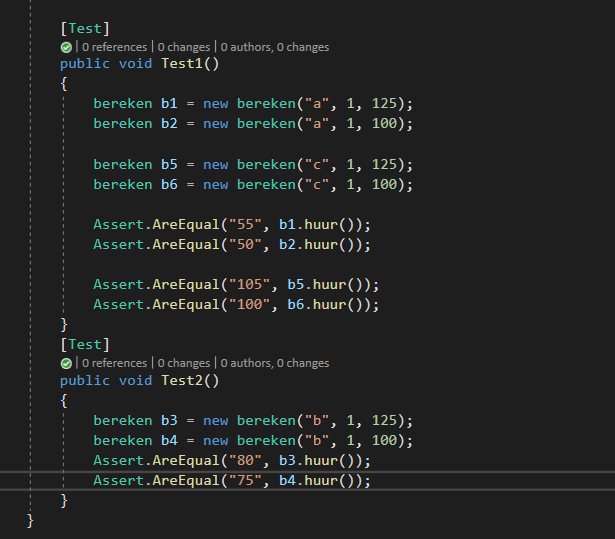 [Test]
0 references | 0 changes | 0 authors, 0 changes
public void Test1()
{
bereken b1 = new bereken("a", 1, 125);
bereken b2 = new bereken("a", 1, 100);
bereken b5 = new bereken("c", 1, 125);
bereken b6 = new bereken("c", 1, 100);
Assert.AreEqual("55", b1.huur());
Assert.AreEqual("50", b2.huur());
Assert.AreEqual("105", b5.huur());
Assert.AreEqual("100", b6.huur());
}
[Test]
0 references | 0 changes | 0 authors, 0 changes
public void Test2()
{
bereken b3 = new bereken("b", 1, 125);
bereken b4 = new bereken("b", 1, 100);
Assert.AreEqual("80", b3.huur());
Assert.AreEqual("75", b4.huur());
}
}